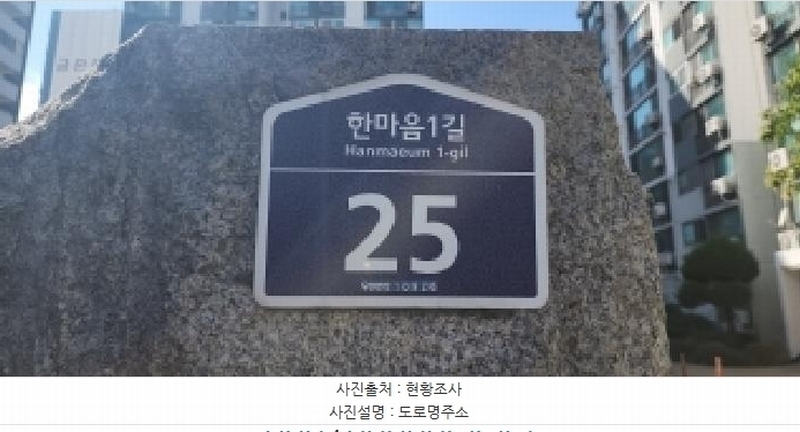 한마음1길
Hanmaeum 1-gil
25
사진출처 : 현황조사
사진설명 : 도로명주소